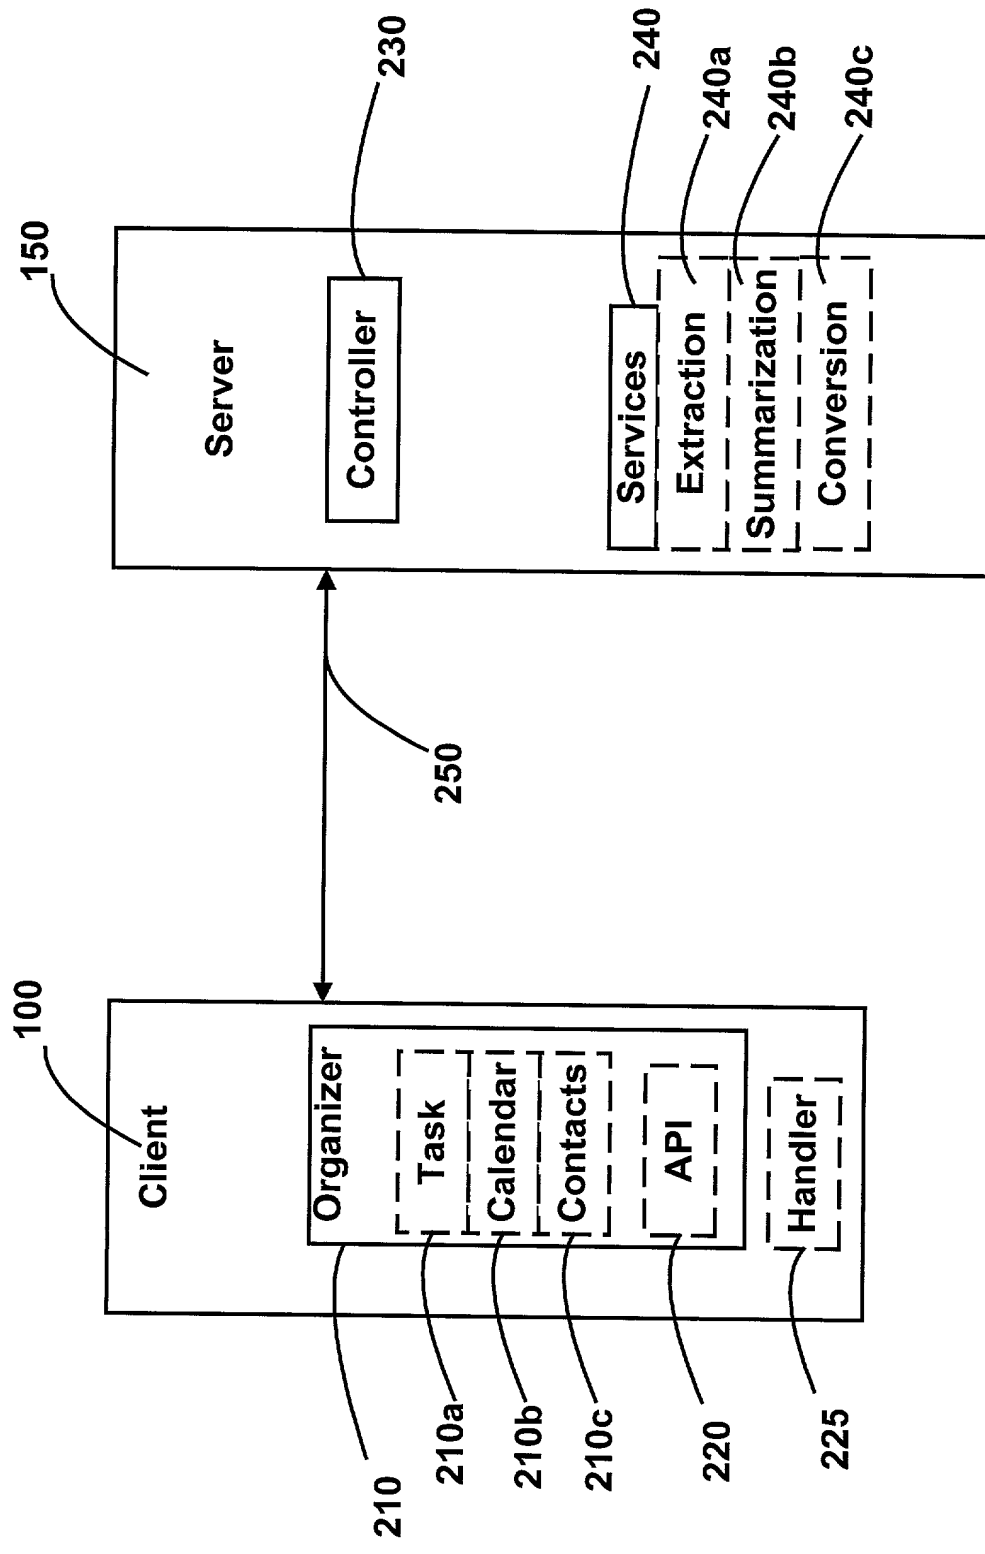 100
Client
210
Organizer
210a
Task
210b
Calendar
210c
Contacts
220
API
225
Handler
250
150
Server
230
Controller
240
Services
240a
Extraction
240b
Summarization
240c
Conversion